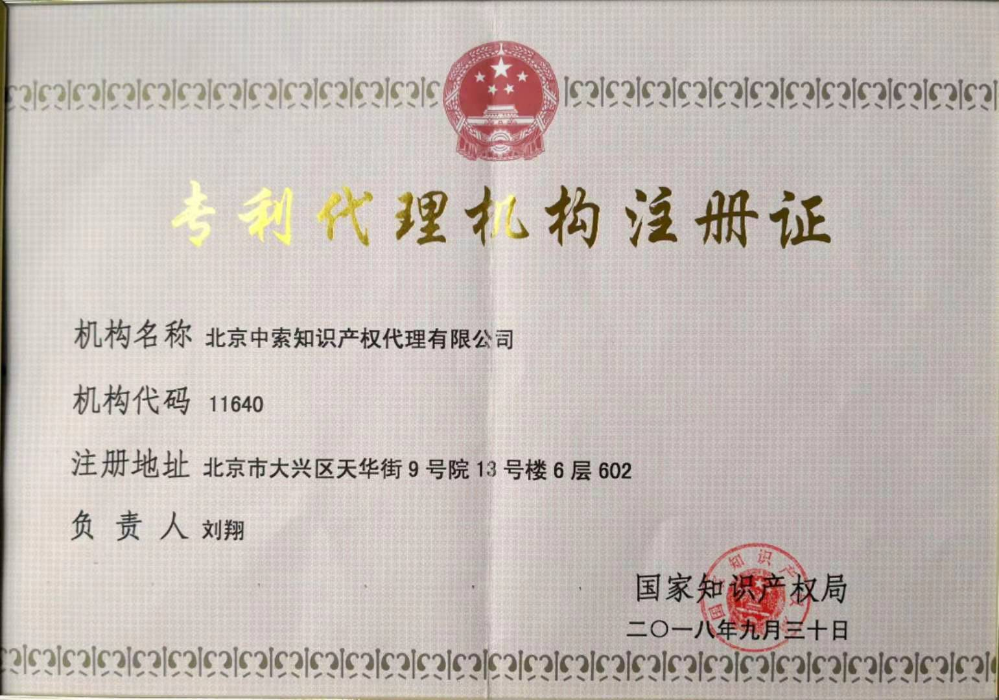 专利代理机构注册证
机构名称 北京中索知识产权代理有限公司
机构代码 11640
注册地址 北京市大兴区天华街9号院13号楼6层602
负责人 刘翔
国家知识产权局
二〇一八年九月三十日